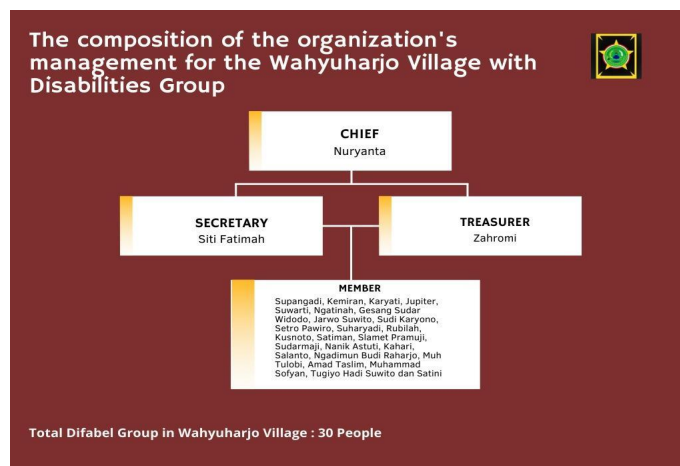 The composition of the organization's
management for the Wahyuharjo Village with
Disabilities Group
CHIEF
Nuryanta
SECRETARY
Siti Fatimah
TREASURER
Zahromi
MEMBER
Supangadi, Kemiran, Karyati, Jupiter,
Suwarti, Ngatinah, Gesang Sudar
Widodo, Jarwo Suwito, Sudi Karyono,
Setro Pawiro, Suharyadi, Rubilah,
Kusnoto, Satiman, Slamet Pramuji,
Sudarmaji, Nanik Astuti, Kahari,
Salanto, Ngadimun Budi Raharjo, Muh
Tulobi, Amad Taslim, Muhammad
Sofyan, Tugiyo Hadi Suwito dan Satini
Total Difabel Group in Wahyuharjo Village : 30 People